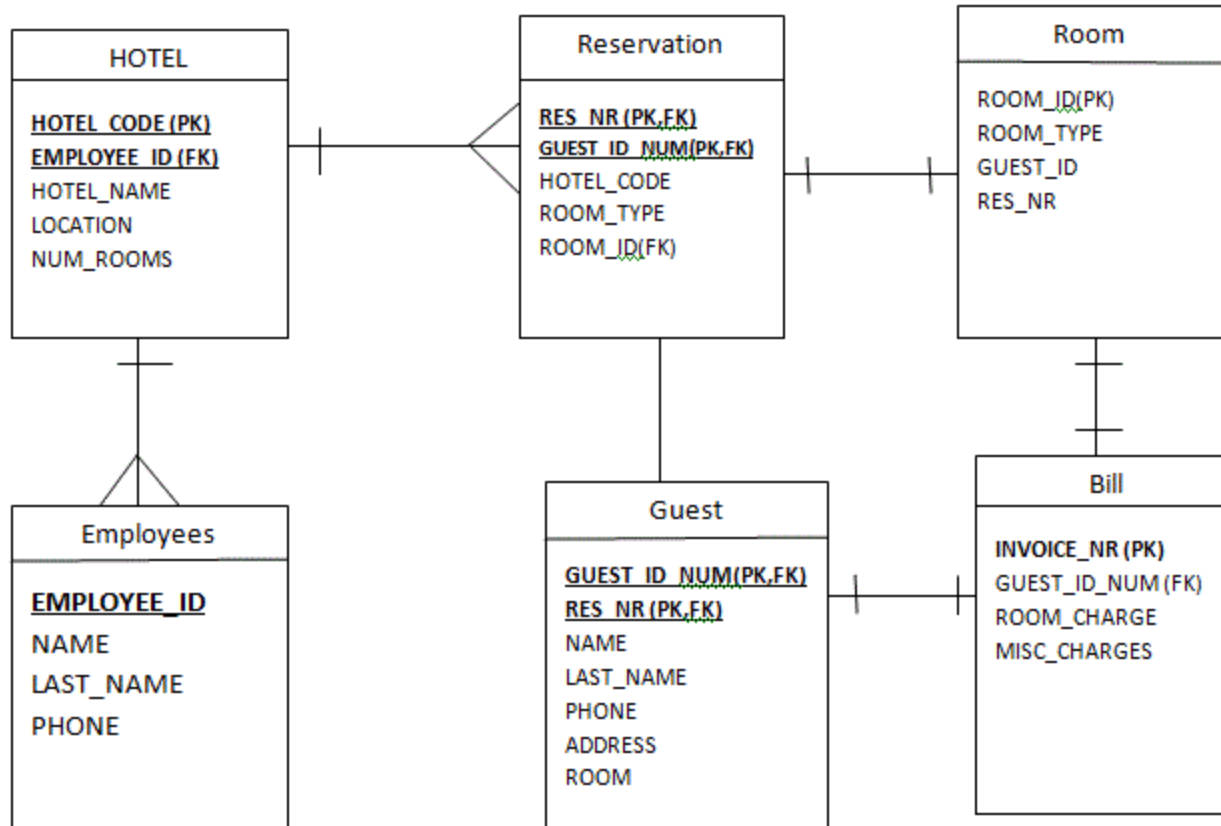 HOTEL
HOTEL_CODE (PK)
EMPLOYEE_ID (FK)
HOTEL_NAME
LOCATION
NUM_ROOMS
Reservation
RES_NR (PK,FK)
GUEST_ID_NUM(PK,FK)
HOTEL_CODE
ROOM_TYPE
ROOM_ID(FK)
Room
ROOM_ID(PK)
ROOM_TYPE
GUEST_ID
RES_NR
Employees
EMPLOYEE_ID
NAME
LAST_NAME
PHONE
Guest
GUEST_ID_NUM(PK,FK)
RES_NR (PK,FK)
NAME
LAST_NAME
PHONE
ADDRESS
ROOM
Bill
INVOICE_NR (PK)
GUEST_ID_NUM (FK)
ROOM_CHARGE
MISC_CHARGES